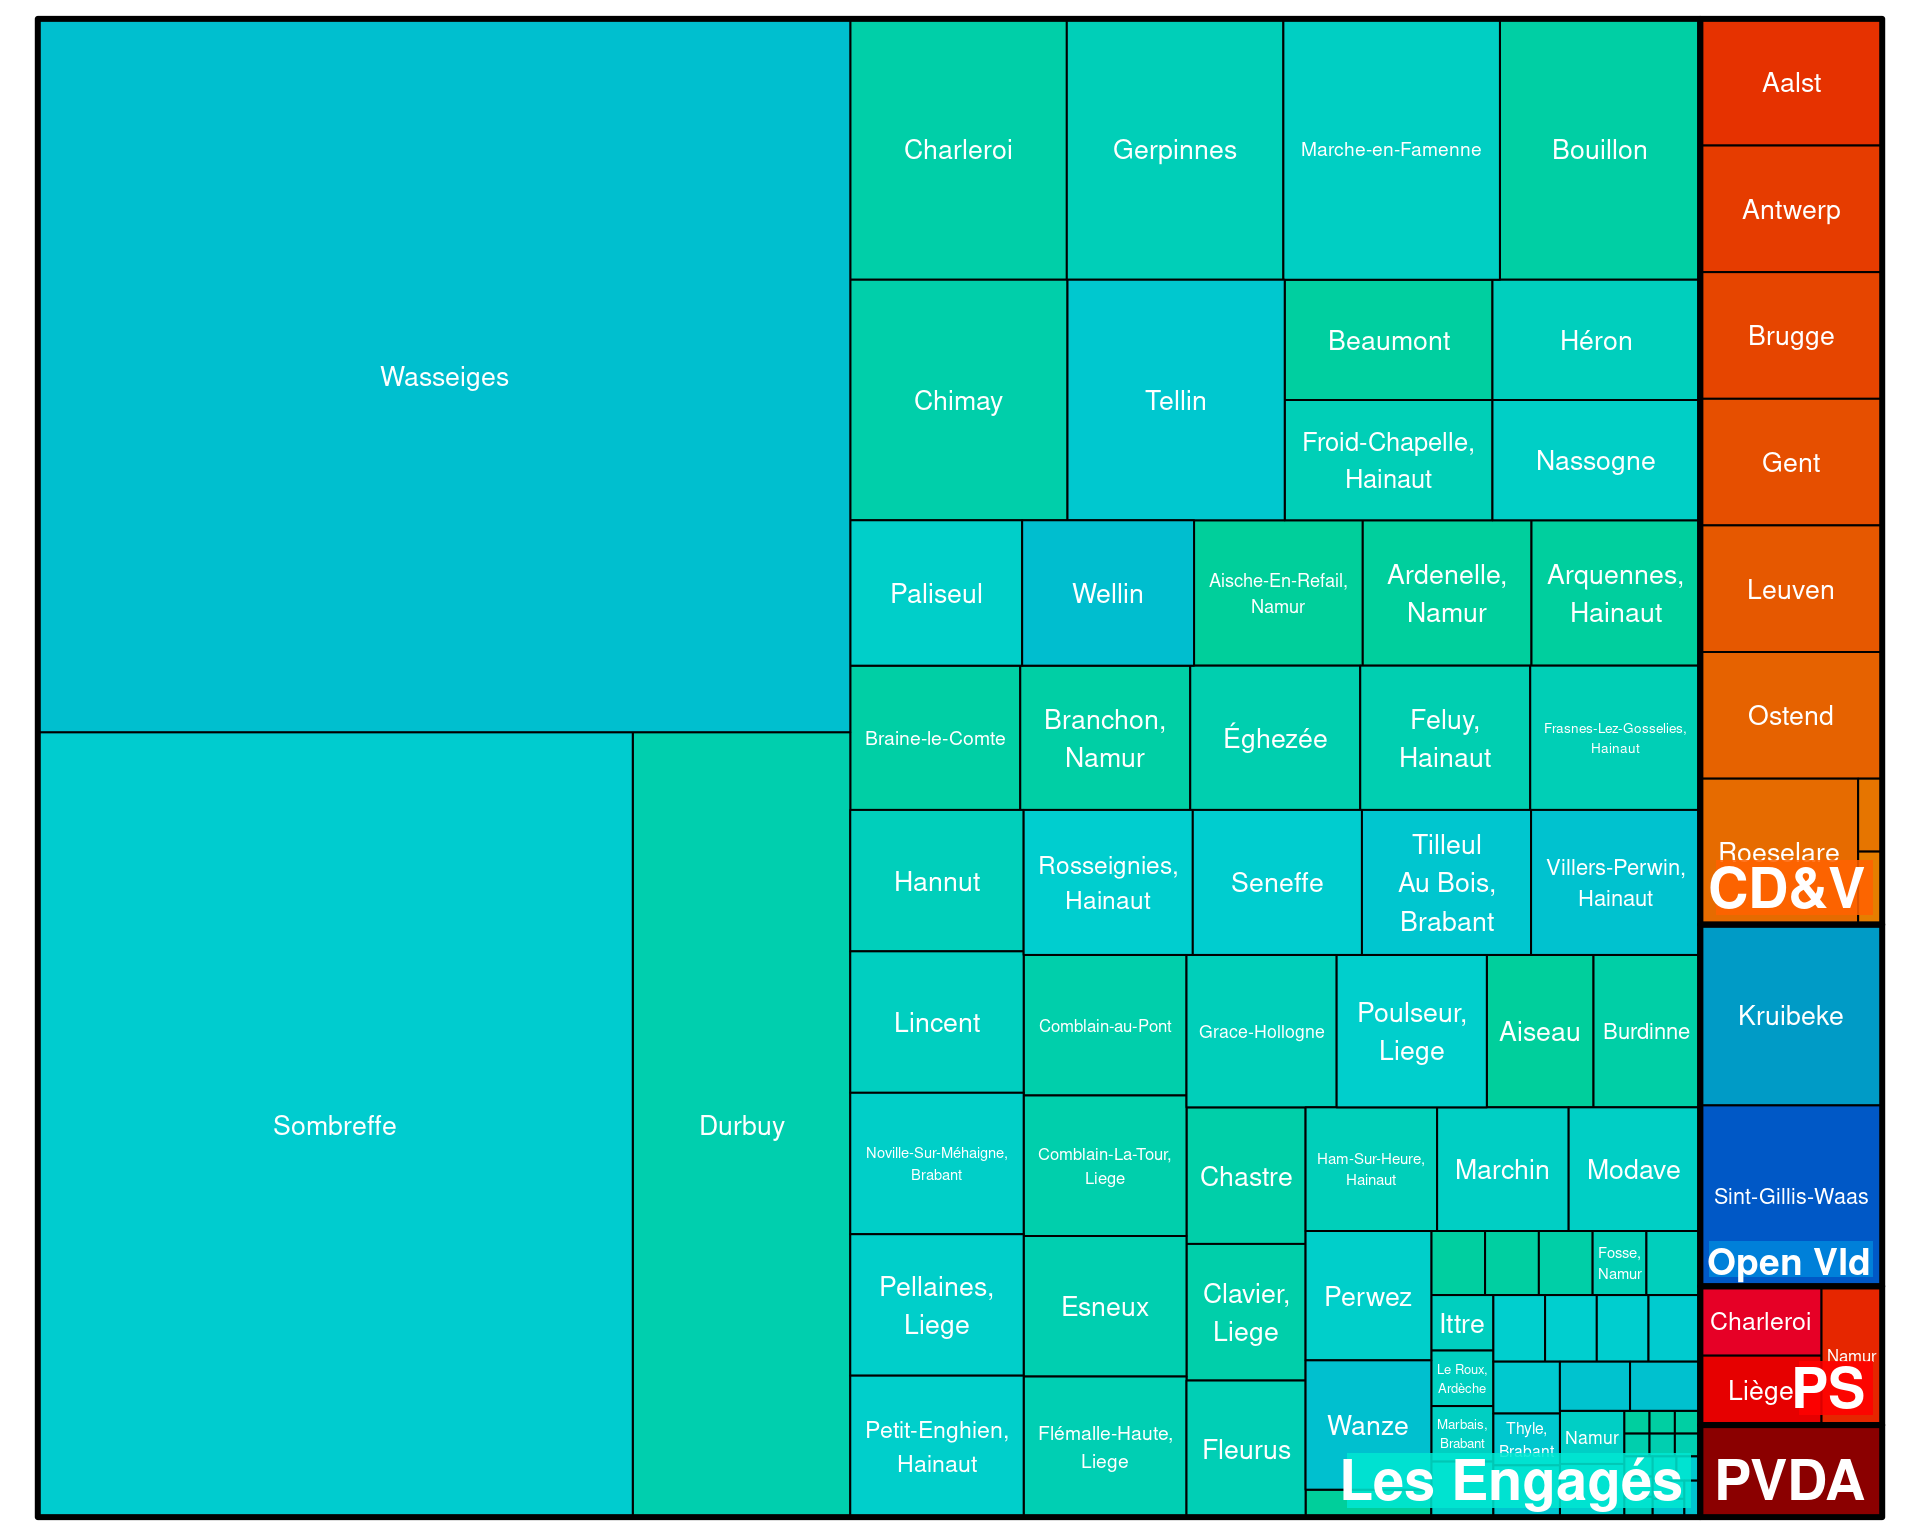 Wasseiges
Sombreffe
Durbuy
Charleroi
Gerpinnes
Marche-en-Famenne
Bouillon
Chimay
Tellin
Beaumont
Héron
Froid-Chapelle,
Hainaut
Nassogne
Paliseul
Wellin
Aische-En-Refail,
Namur
Ardenelle,
Namur
Arquennes,
Hainaut
Braine-le-Comte
Branchon,
Namur
Éghezée
Feluy,
Hainaut
Frasnes-Lez-Gosselies,
Hainaut
Hannut
Rosseignies,
Hainaut
Seneffe
Tilleul
Au Bois,
Brabant
Villers-Perwin,
Hainaut
Lincent
Comblain-au-Pont
Grace-Hollogne
Poulseur,
Liege
Aiseau
Burdinne
Noville-Sur-Méhaigne,
Brabant
Comblain-La-Tour,
Liege
Chastre
Ham-Sur-Heure,
Hainaut
Marchin
Modave
Pellaines,
Liege
Esneux
Clavier,
Liege
Perwez
Fosse,
Namur
Ittre
Le Roux,
Ardèche
Petit-Enghien,
Hainaut
Flémalle-Haute,
Liege
Fleurus
Wanze
Marbais,
Brabant
Thyle,
Brabant
Namur
Les Engagés
Aalst
Antwerp
Brugge
Gent
Leuven
Ostend
Roeselare
CD&V
Kruibeke
Sint-Gillis-Waas
Open Vld
Charleroi
Namur
Liège
PS
PVDA